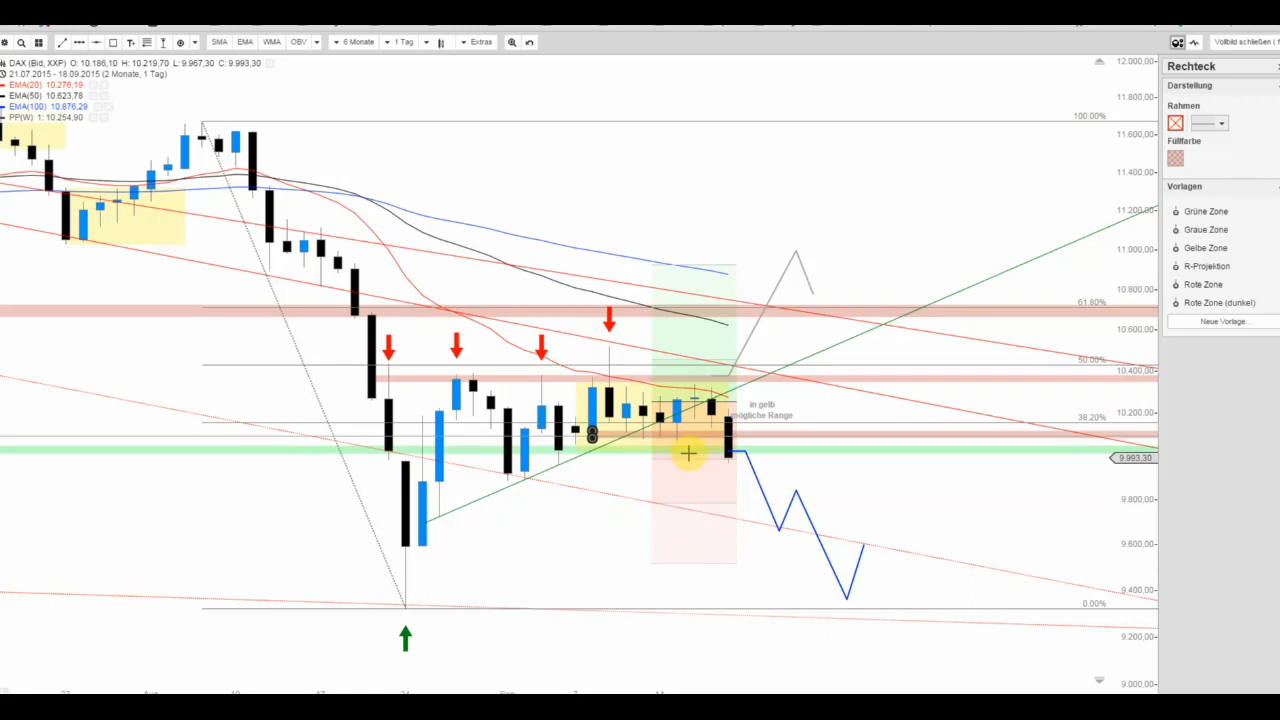 SMA EMA WMA OBV 6 Monate 1 Tag Extras Vollbild schließen (
DAX (Bid, XXP) O: 10.186,10 H: 10.219,70 L: 9.967,30 C: 9.993,30
21.07.2015 - 18.09.2015 (2 Monate, 1 Tag)
EMA(20) 10.276,19
EMA(50) 10.623,78
EMA(100) 10.876,29
PP(W) 1: 10.254,90
Rechteck
Darstellung
Rahmen
Füllfarbe
Vorlagen
Grüne Zone
Graue Zone
Gelbe Zone
R-Projektion
Rote Zone
Rote Zone (dunkel)
Neue Vorlage...
100.00%
61.80%
50.00%
38.20%
0.00%
in gelb
mögliche Range
12.000,00
11.800,00
11.600,00
11.400,00
11.200,00
11.000,00
10.800,00
10.600,00
10.400,00
10.200,00
9.993,30
9.800,00
9.600,00
9.400,00
9.200,00
9.000,00